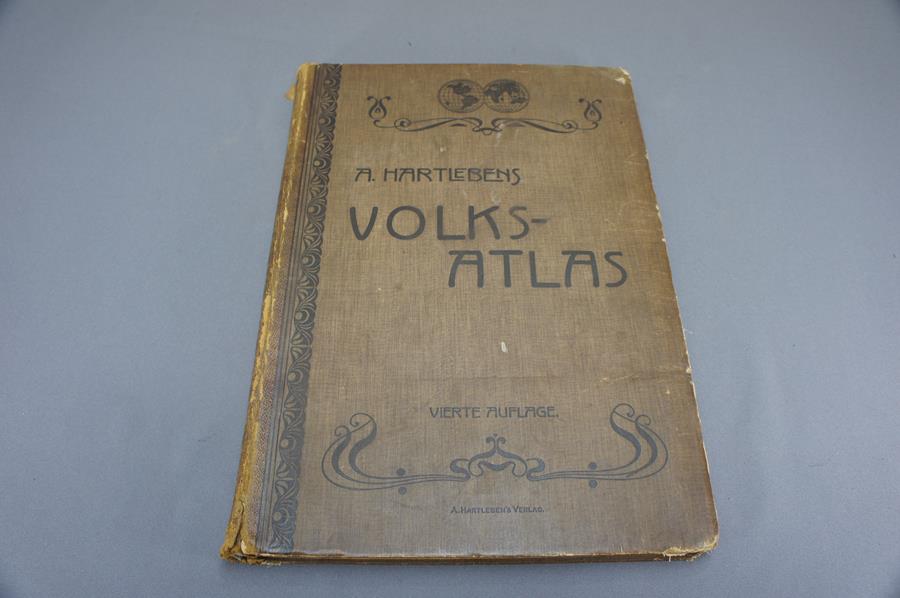 A. HARTLEBENS
VOLKS-
ATLAS
VIERTE AUFLAGE.
A. HARTLEBEN'S VERLAG.